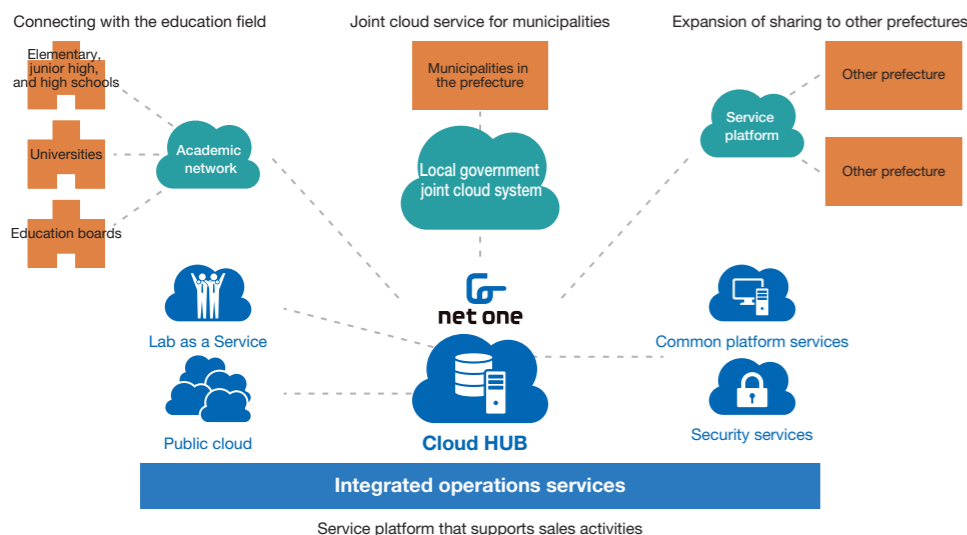 Connecting with the education field
Joint cloud service for municipalities
Expansion of sharing to other prefectures
Elementary,
junior high,
and high schools
Universities
Education boards
Academic
network
Municipalities in
the prefecture
Local government
joint cloud system
Service
platform
Other prefecture
Other prefecture
net one
Lab as a Service
Public cloud
Cloud HUB
Common platform services
Security services
Integrated operations services
Service platform that supports sales activities